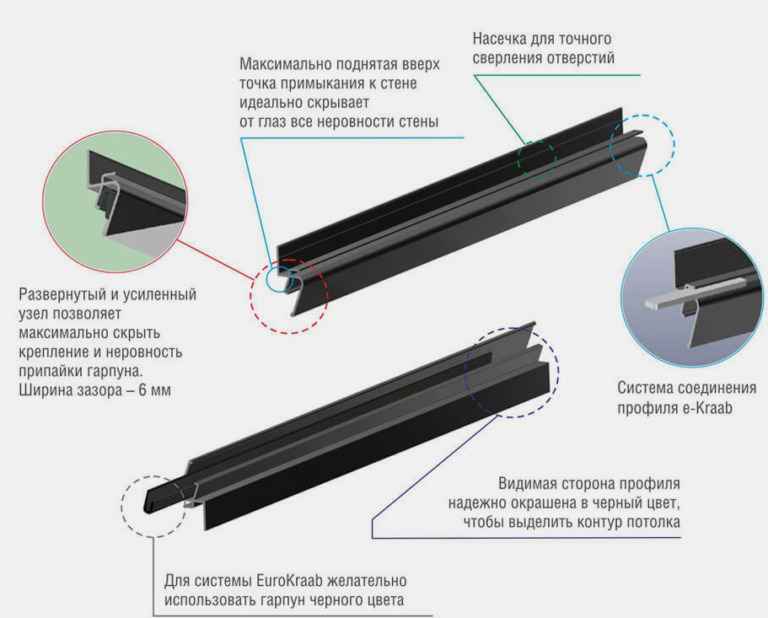 Насечка для точного
сверления отверстий
Максимально поднятая вверх
точка примыкания к стене
идеально скрывает
от глаз все неровности стены
Развернутый и усиленный
узел позволяет
максимально скрыть
крепление и неровность
припайки гарпуна.
Ширина зазора – 6 мм
Система соединения
профиля e-Kraab
Видимая сторона профиля
надежно окрашена в черный цвет,
чтобы выделить контур потолка
Для системы EuroKraab желательно
использовать гарпун черного цвета